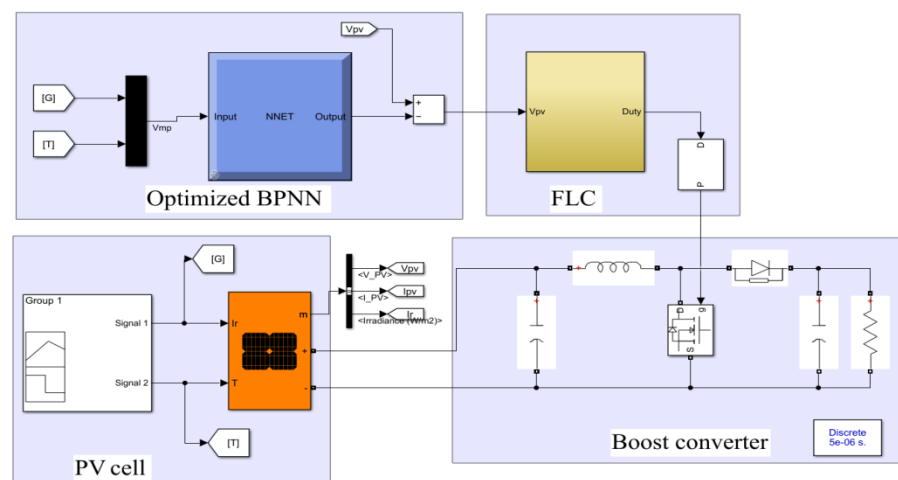 Vpv
[G]
[T]
Vmp
Input
NNET
Output
+
−
Optimized BPNN
Vpv
Duty
D
P
FLC
Group 1
Signal 1
Signal 2
[G]
[T]
Ir
T
m
+
-
<V_PV>
<I_PV>
<Irradiance (W/m2)>
Vpv
Ipv
Ir
PV cell
+
+
D
g
S
+
+
Discrete
5e-06 s.
Boost converter